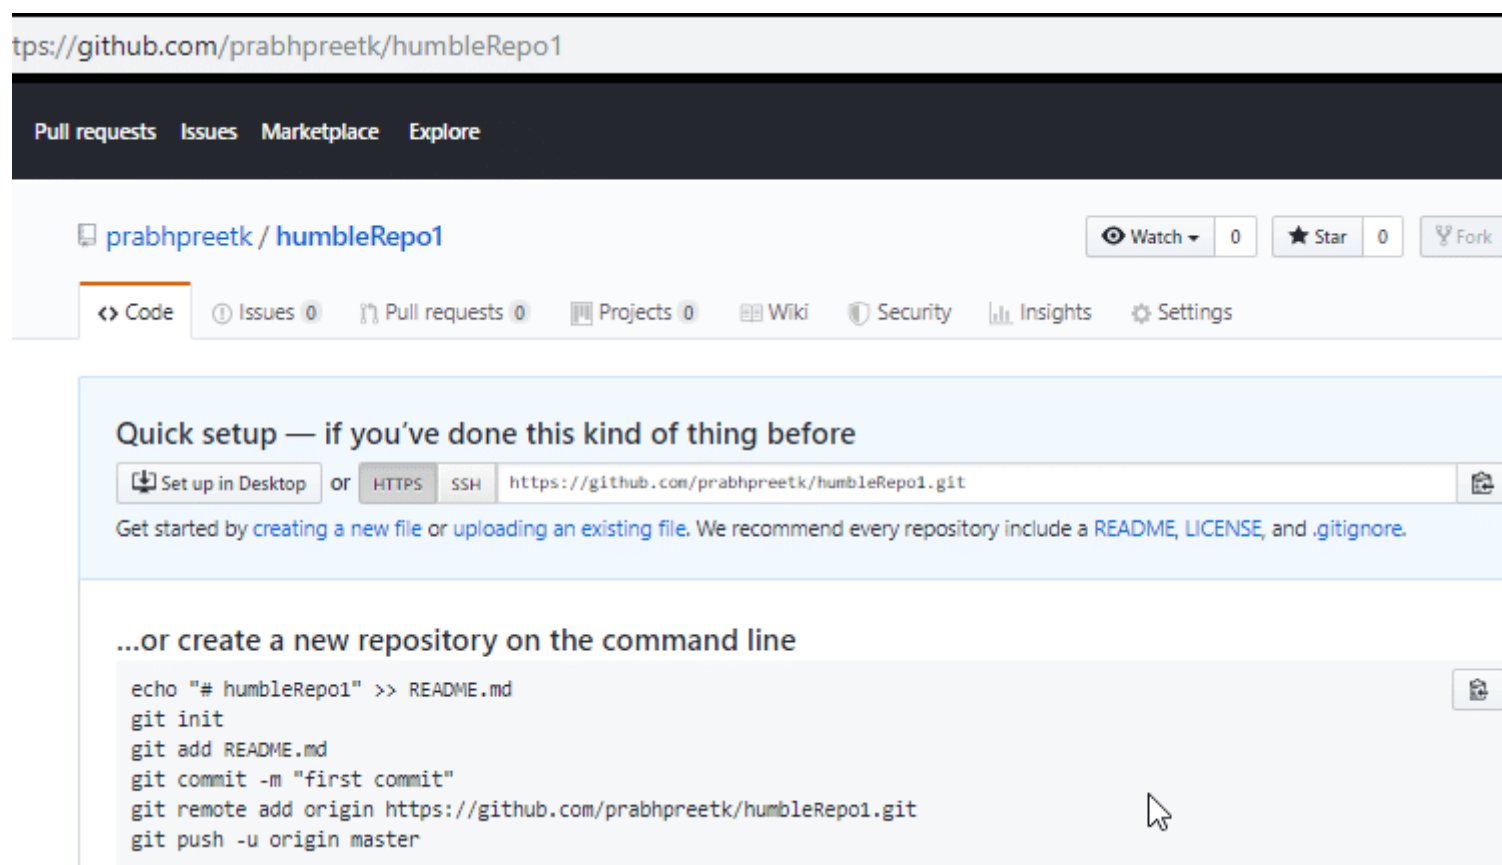 tps://github.com/prabhpreetk/humbleRepo1
Pull requests Issues Marketplace Explore
prabhpreetk / humbleRepo1 Watch 0 Star 0 Fork
<> Code Issues 0 Pull requests 0 Projects 0 Wiki Security Insights Settings
Quick setup — if you’ve done this kind of thing before
Set up in Desktop or HTTPS SSH https://github.com/prabhpreetk/humbleRepo1.git
Get started by creating a new file or uploading an existing file. We recommend every repository include a README, LICENSE, and .gitignore.
...or create a new repository on the command line
echo "# humbleRepo1" >> README.md
git init
git add README.md
git commit -m "first commit"
git remote add origin https://github.com/prabhpreetk/humbleRepo1.git
git push -u origin master